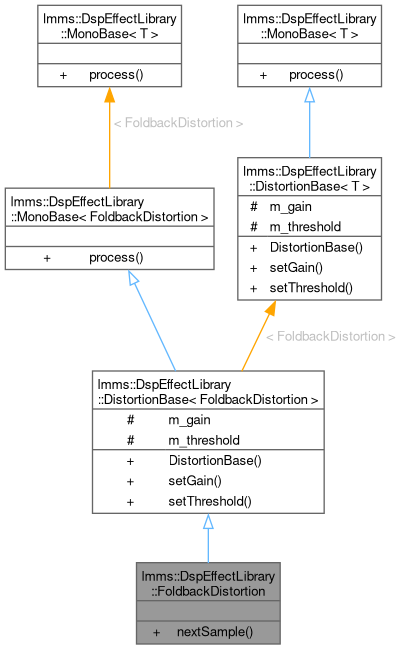 lmms::DspEffectLibrary
::MonoBase< T >
+ process()
lmms::DspEffectLibrary
::MonoBase< T >
+ process()
< FoldbackDistortion >
lmms::DspEffectLibrary
::DistortionBase< T >
# m_gain
# m_threshold
+ DistortionBase()
+ setGain()
+ setThreshold()
lmms::DspEffectLibrary
::MonoBase< FoldbackDistortion >
+ process()
< FoldbackDistortion >
lmms::DspEffectLibrary
::DistortionBase< FoldbackDistortion >
# m_gain
# m_threshold
+ DistortionBase()
+ setGain()
+ setThreshold()
lmms::DspEffectLibrary
::FoldbackDistortion
+ nextSample()